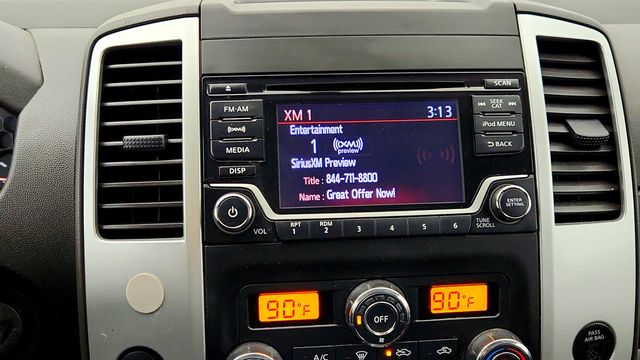 SCAN
FM·AM
((XM))
MEDIA
DISP
VOL
XM 1 3:13
Entertainment
1 ((XM)) preview
SiriusXM Preview
Title : 844-711-8800
Name : Great Offer Now!
SEEK CAT
iPod MENU
BACK
ENTER SETTING
TUNE SCROLL
RPT 1
RDM 2
3
4
5
6
90°F
OFF
90°F
A/C
PASS AIR BAG